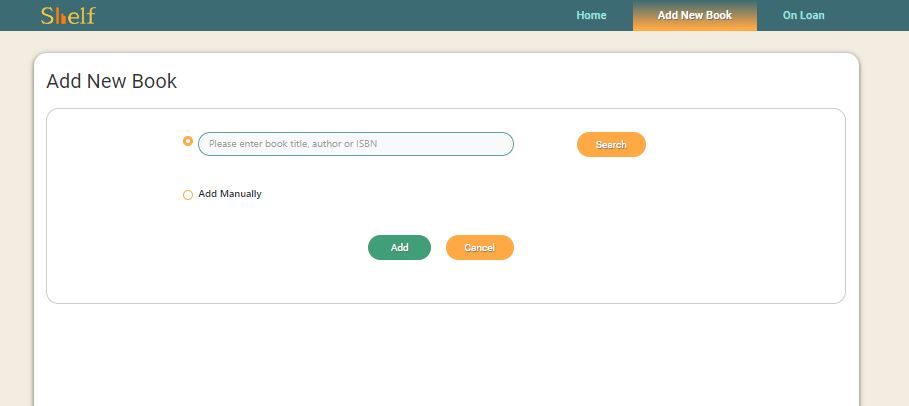 Shelf
Home Add New Book On Loan
Add New Book
Please enter book title, author or ISBN Search
Add Manually
Add Cancel